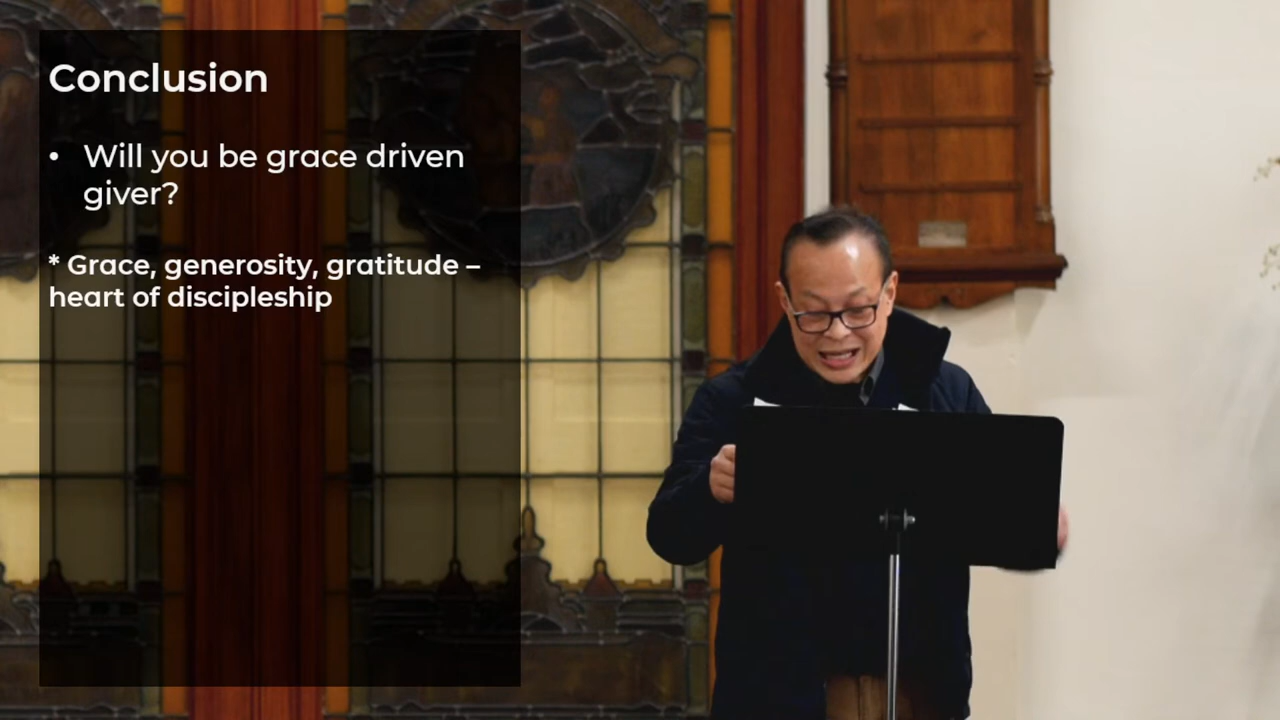 Conclusion
• Will you be grace driven
giver?
* Grace, generosity, gratitude –
heart of discipleship